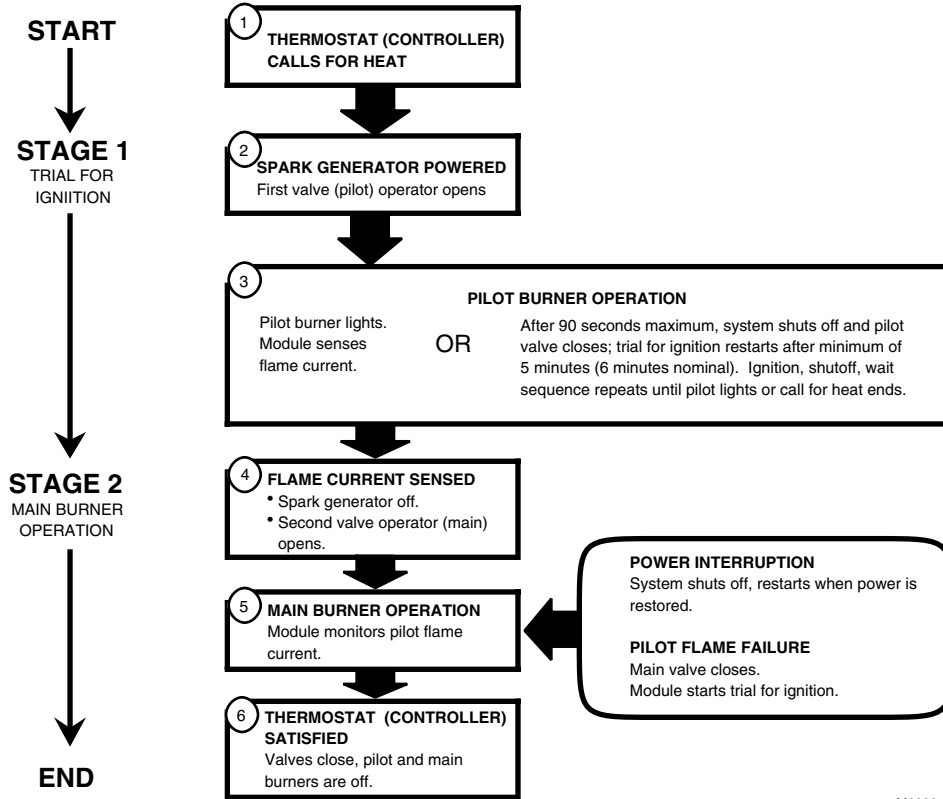 START
STAGE 1
TRIAL FOR
IGNIITION
STAGE 2
MAIN BURNER
OPERATION
END
1
THERMOSTAT (CONTROLLER)
CALLS FOR HEAT
2
SPARK GENERATOR POWERED
First valve (pilot) operator opens
3
PILOT BURNER OPERATION
Pilot burner lights.
Module senses
flame current.
OR
After 90 seconds maximum, system shuts off and pilot
valve closes; trial for ignition restarts after minimum of
5 minutes (6 minutes nominal). Ignition, shutoff, wait
sequence repeats until pilot lights or call for heat ends.
4
FLAME CURRENT SENSED
• Spark generator off.
• Second valve operator (main)
opens.
5
MAIN BURNER OPERATION
Module monitors pilot flame
current.
POWER INTERRUPTION
System shuts off, restarts when power is
restored.
PILOT FLAME FAILURE
Main valve closes.
Module starts trial for ignition.
6
THERMOSTAT (CONTROLLER)
SATISFIED
Valves close, pilot and main
burners are off.